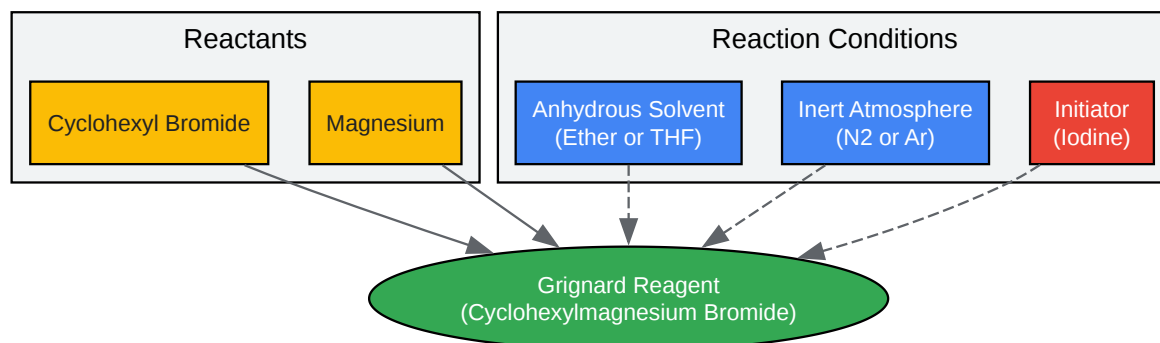 Reactants
Reaction Conditions
Cyclohexyl Bromide
Magnesium
Anhydrous Solvent
(Ether or THF)
Inert Atmosphere
(N2 or Ar)
Initiator
(Iodine)
Grignard Reagent
(Cyclohexylmagnesium Bromide)